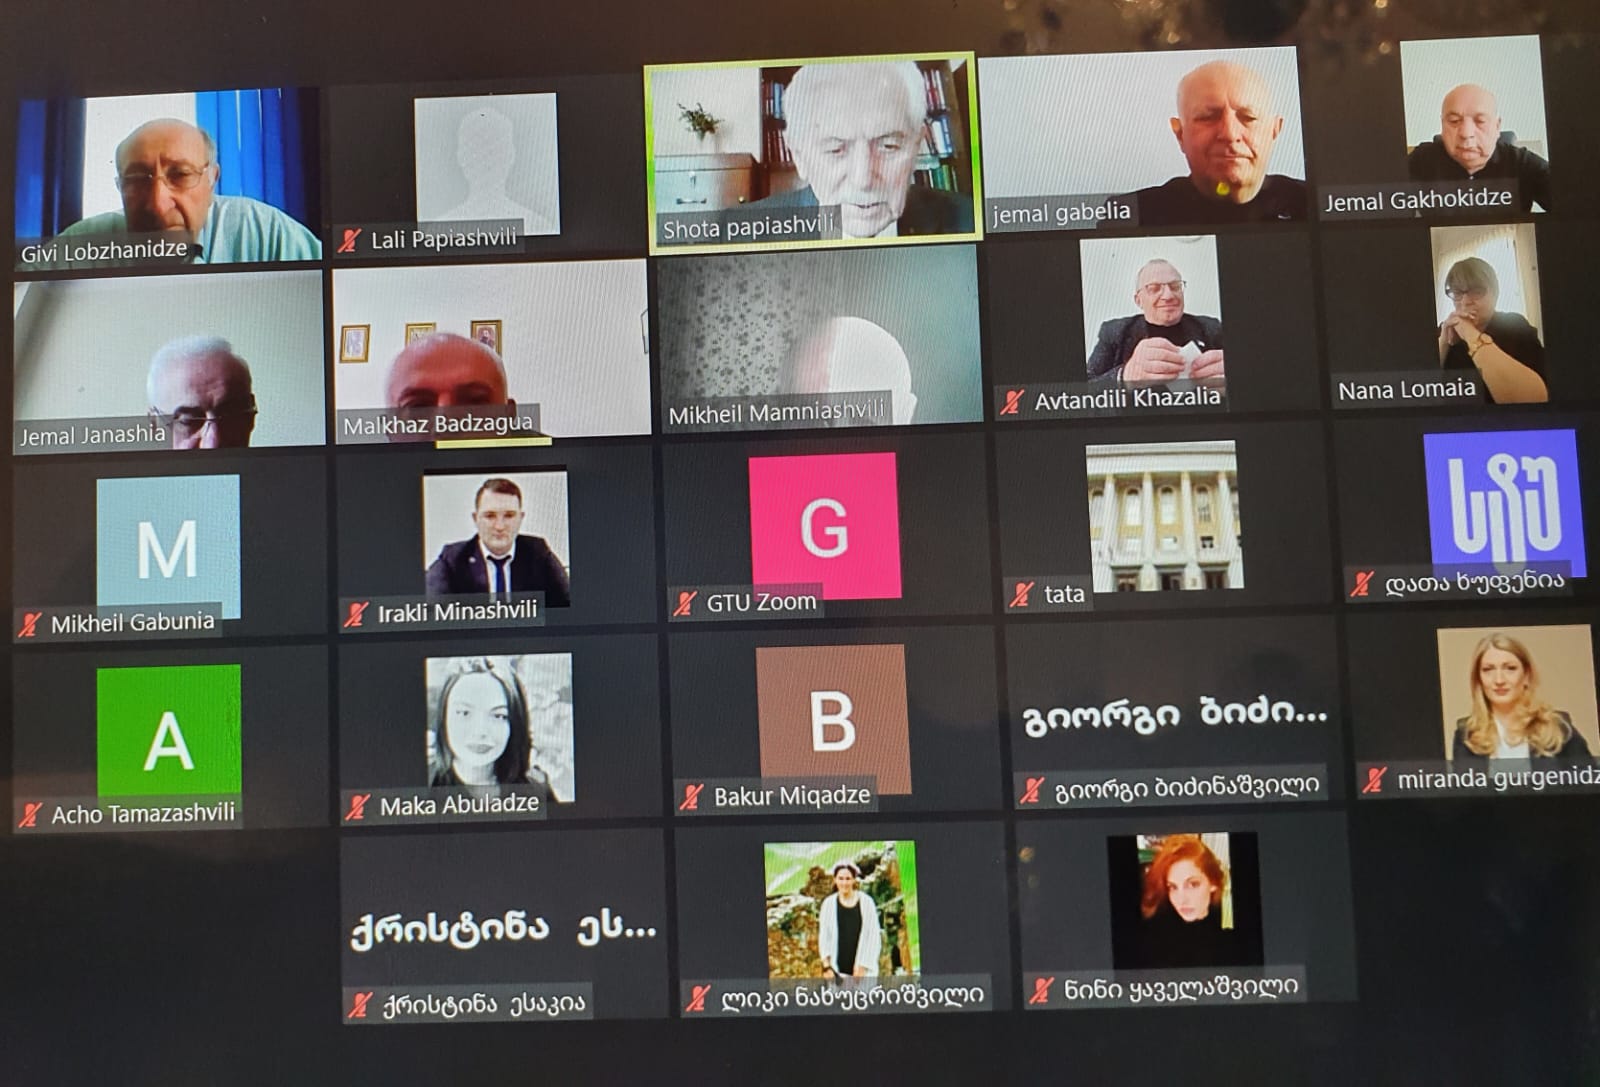 Givi Lobzhanidze
Lali Papiashvili
Shota papiashvili
jemal gabelia
Jemal Gakhokidze
Jemal Janashia
Malkhaz Badzagua
Mikheil Mamniashvili
Avtandili Khazalia
Nana Lomaia
M
Mikheil Gabunia
Irakli Minashvili
G
GTU Zoom
tata
სტუ
დათა ხუფენია
A
Acho Tamazashvili
Maka Abuladze
B
Bakur Miqadze
გიორგი ბიძი...
გიორგი ბიძინაშვილი
miranda gurgenidz
ქრისტინა ეს...
ქრისტინა ესაკია
ლიკი ნახუცრიშვილი
ნინი ყაველაშვილი